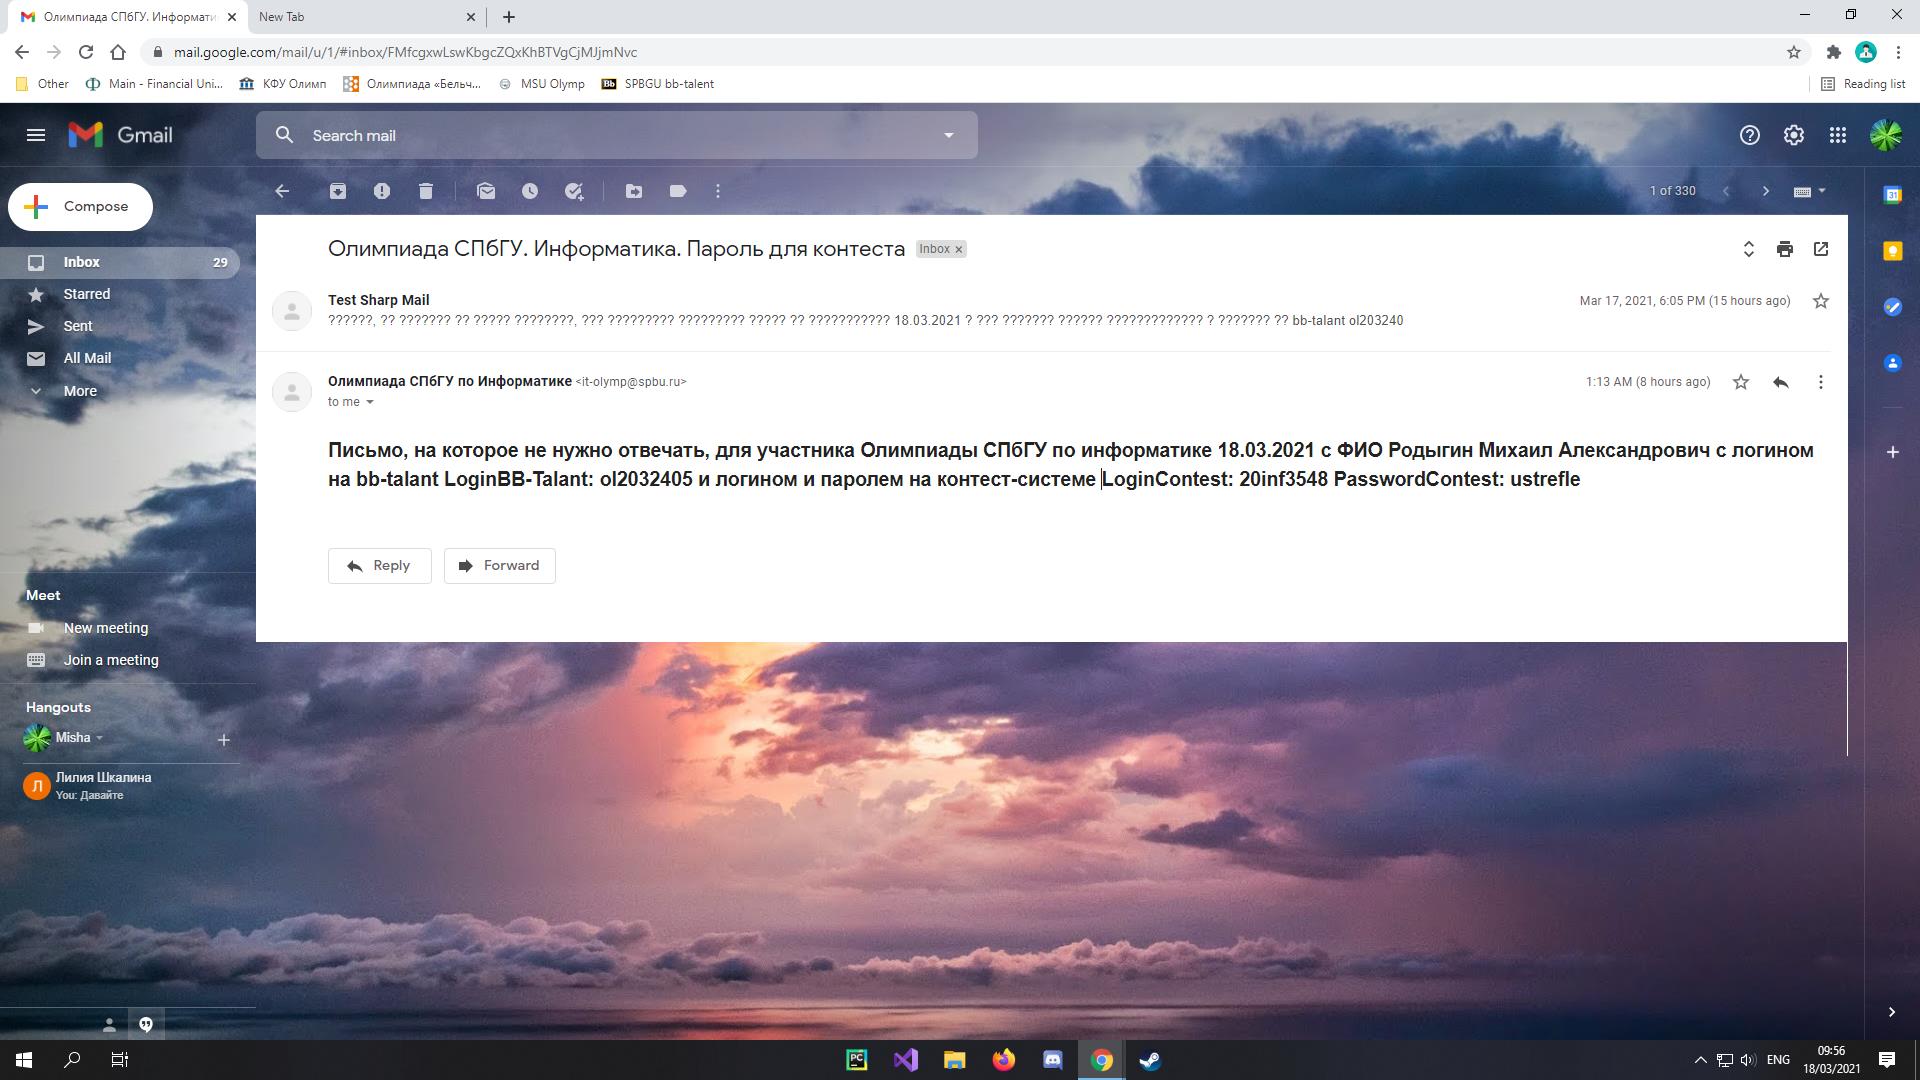 Олимпиада СПбГУ. Информати
New Tab
mail.google.com/mail/u/1/#inbox/FMfcgxwLswKbgcZQxKhBTVgCjMJjmNvc
Other
Main - Financial Uni...
КФУ Олимп
Олимпиада «Бельч...
MSU Olymp
Bb
SPBGU bb-talent
Reading list
Gmail
Search mail
1 of 330
Compose
31
Олимпиада СПбГУ. Информатика. Пароль для контеста
Inbox ×
Inbox
29
Starred
Sent
All Mail
More
Test Sharp Mail
Mar 17, 2021, 6:05 PM (15 hours ago)
??????, ?? ??????? ?? ????? ????????, ??? ????????? ????????? ????? ?? ??????????? 18.03.2021 ? ??? ??????? ?????? ????????????? ? ??????? ?? bb-talant ol203240
Олимпиада СПбГУ по Информатике <it-olymp@spbu.ru>
1:13 AM (8 hours ago)
to me
Письмо, на которое не нужно отвечать, для участника Олимпиады СПбГУ по информатике 18.03.2021 с ФИО Родыгин Михаил Александрович с логином
на bb-talant LoginBB-Talant: ol2032405 и логином и паролем на контест-системе LoginContest: 20inf3548 PasswordContest: ustrefle
Reply
Forward
Meet
New meeting
Join a meeting
Hangouts
Misha
Л
Лилия Шкалина
You: Давайте
PC
ENG
09:56
18/03/2021